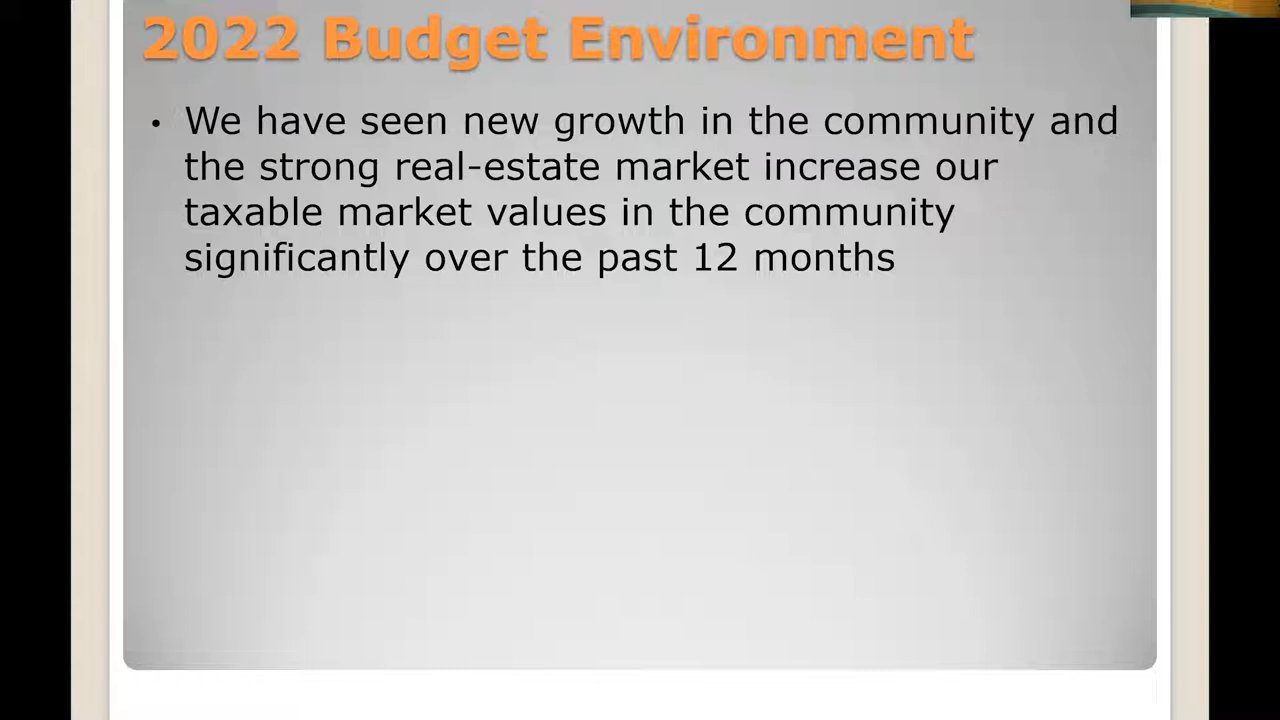 2022 Budget Environment
• We have seen new growth in the community and
the strong real-estate market increase our
taxable market values in the community
significantly over the past 12 months